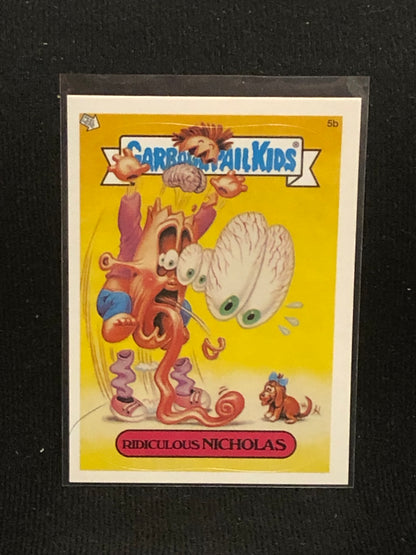 5b
GARBAGE PAIL KIDS®
RIDICULOUS NICHOLAS